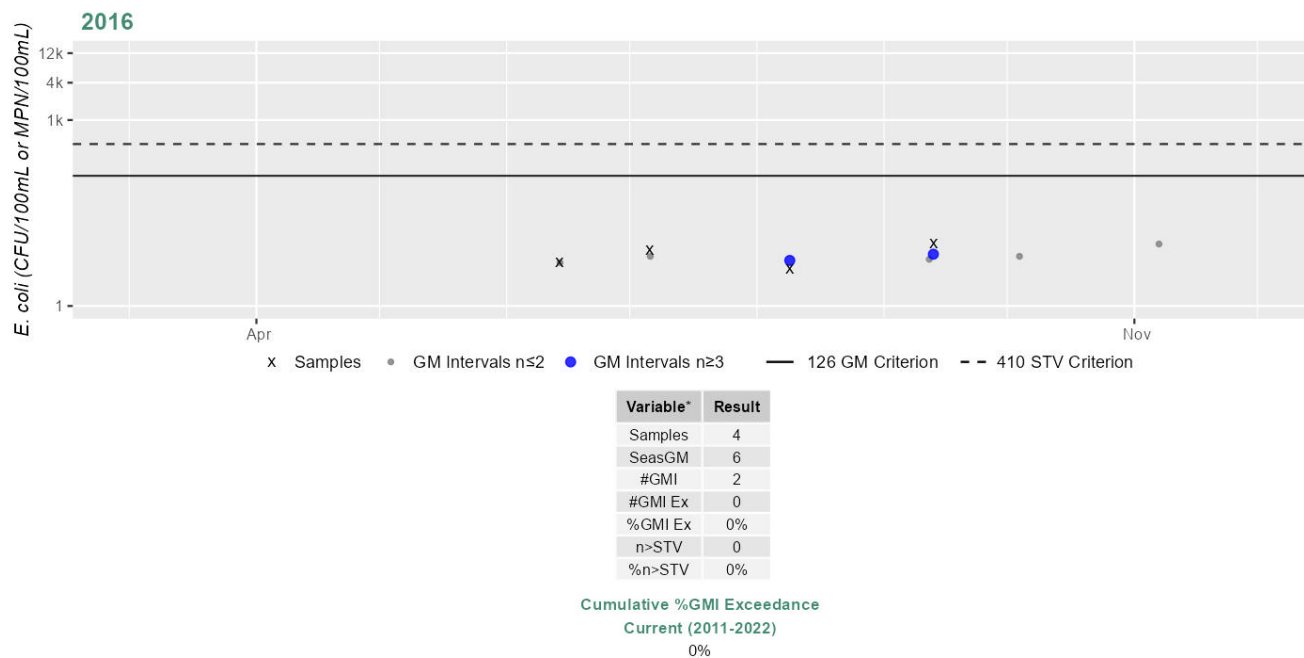 2016
E. coli (CFU/100mL or MPN/100mL)
12k
4k
1k
1
Apr
Nov
x Samples GM Intervals n≤2 GM Intervals n≥3 126 GM Criterion 410 STV Criterion
Variable* Result
Samples 4
SeasGM 6
#GMI 2
#GMI Ex 0
%GMI Ex 0%
n>STV 0
%n>STV 0%
Cumulative %GMI Exceedance
Current (2011-2022)
0%